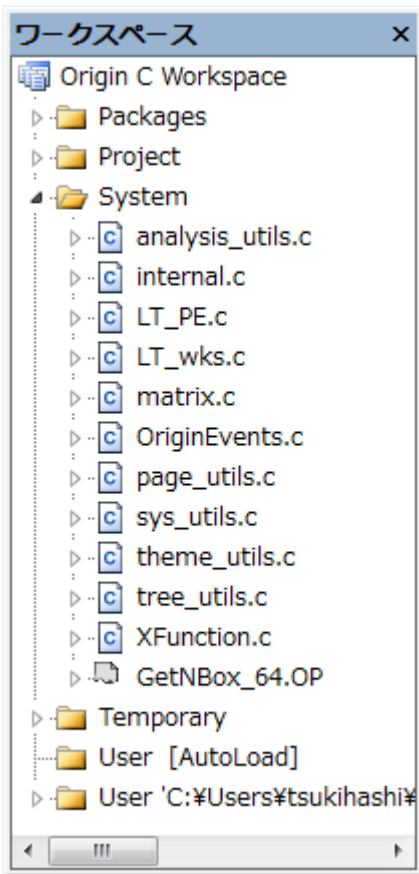 ワークスペース
Origin C Workspace
Packages
Project
System
analysis_utils.c
internal.c
LT_PE.c
LT_wks.c
matrix.c
OriginEvents.c
page_utils.c
sys_utils.c
theme_utils.c
tree_utils.c
XFunction.c
GetNBox_64.OP
Temporary
User [AutoLoad]
User 'C:¥Users¥tsukihashi¥